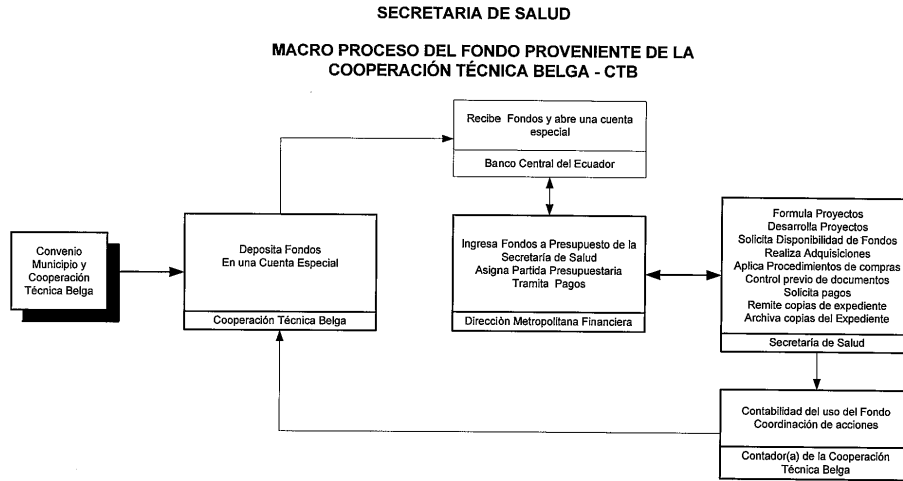 SECRETARIA DE SALUD
MACRO PROCESO DEL FONDO PROVENIENTE DE LA
COOPERACIÓN TÉCNICA BELGA - CTB
Convenio
Municipio y
Cooperación
Técnica Belga
Deposita Fondos
En una Cuenta Especial
Cooperación Técnica Belga
Recibe Fondos y abre una cuenta
especial
Banco Central del Ecuador
Ingresa Fondos a Presupuesto de la
Secretaría de Salud
Asigna Partida Presupuestaria
Tramita Pagos
Direcciòn Metropolitana Financiera
Formula Proyectos
Desarrolla Proyectos
Solicita Disponibilidad de Fondos
Realiza Adquisiciones
Aplica Procedimientos de compras
Control previo de documentos
Solicita pagos
Remite copias de expediente
Archiva copias del Expediente
Secretaría de Salud
Contabilidad del uso del Fondo
Coordinación de acciones
Contador(a) de la Cooperación
Técnica Belga